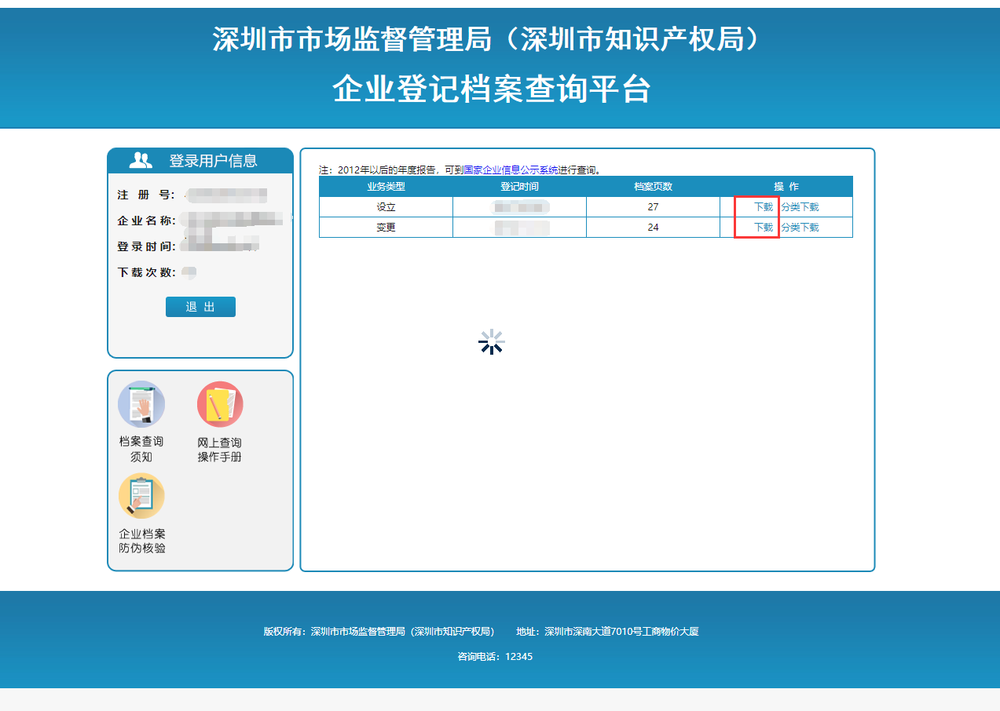 深圳市市场监督管理局（深圳市知识产权局）
企业登记档案查询平台
登录用户信息
注 册 号：
企业名称：
登录时间：
下载次数：
退 出
档案查询
须知
网上查询
操作手册
企业档案
防伪核验
注：2012年以后的年度报告，可到国家企业信息公示系统进行查询。
业务类型 登记时间 档案页数 操 作
设立 27 下载 分类下载
变更 24 下载 分类下载
版权所有：深圳市市场监督管理局（深圳市知识产权局） 地址：深圳市深南大道7010号工商物价大厦
咨询电话：12345